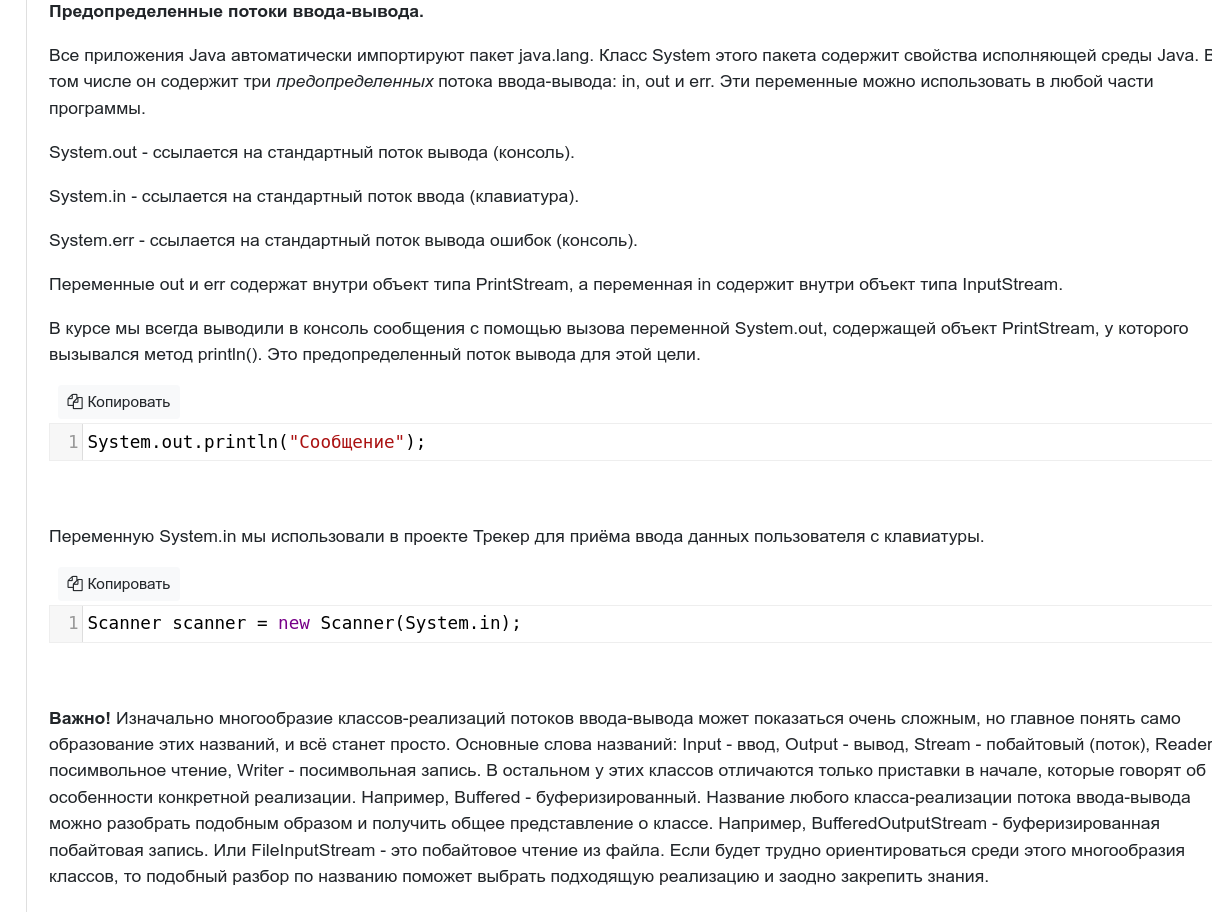 Предопределенные потоки ввода-вывода.
Все приложения Java автоматически импортируют пакет java.lang. Класс System этого пакета содержит свойства исполняющей среды Java. В
том числе он содержит три предопределенных потока ввода-вывода: in, out и err. Эти переменные можно использовать в любой части
программы.
System.out - ссылается на стандартный поток вывода (консоль).
System.in - ссылается на стандартный поток ввода (клавиатура).
System.err - ссылается на стандартный поток вывода ошибок (консоль).
Переменные out и err содержат внутри объект типа PrintStream, а переменная in содержит внутри объект типа InputStream.
В курсе мы всегда выводили в консоль сообщения с помощью вызова переменной System.out, содержащей объект PrintStream, у которого
вызывался метод println(). Это предопределенный поток вывода для этой цели.
Копировать
1 System.out.println("Сообщение");
Переменную System.in мы использовали в проекте Трекер для приёма ввода данных пользователя с клавиатуры.
Копировать
1 Scanner scanner = new Scanner(System.in);
Важно! Изначально многообразие классов-реализаций потоков ввода-вывода может показаться очень сложным, но главное понять само
образование этих названий, и всё станет просто. Основные слова названий: Input - ввод, Output - вывод, Stream - побайтовый (поток), Reader
посимвольное чтение, Writer - посимвольная запись. В остальном у этих классов отличаются только приставки в начале, которые говорят об
особенности конкретной реализации. Например, Buffered - буферизированный. Название любого класса-реализации потока ввода-вывода
можно разобрать подобным образом и получить общее представление о классе. Например, BufferedOutputStream - буферизированная
побайтовая запись. Или FileInputStream - это побайтовое чтение из файла. Если будет трудно ориентироваться среди этого многообразия
классов, то подобный разбор по названию поможет выбрать подходящую реализацию и заодно закрепить знания.